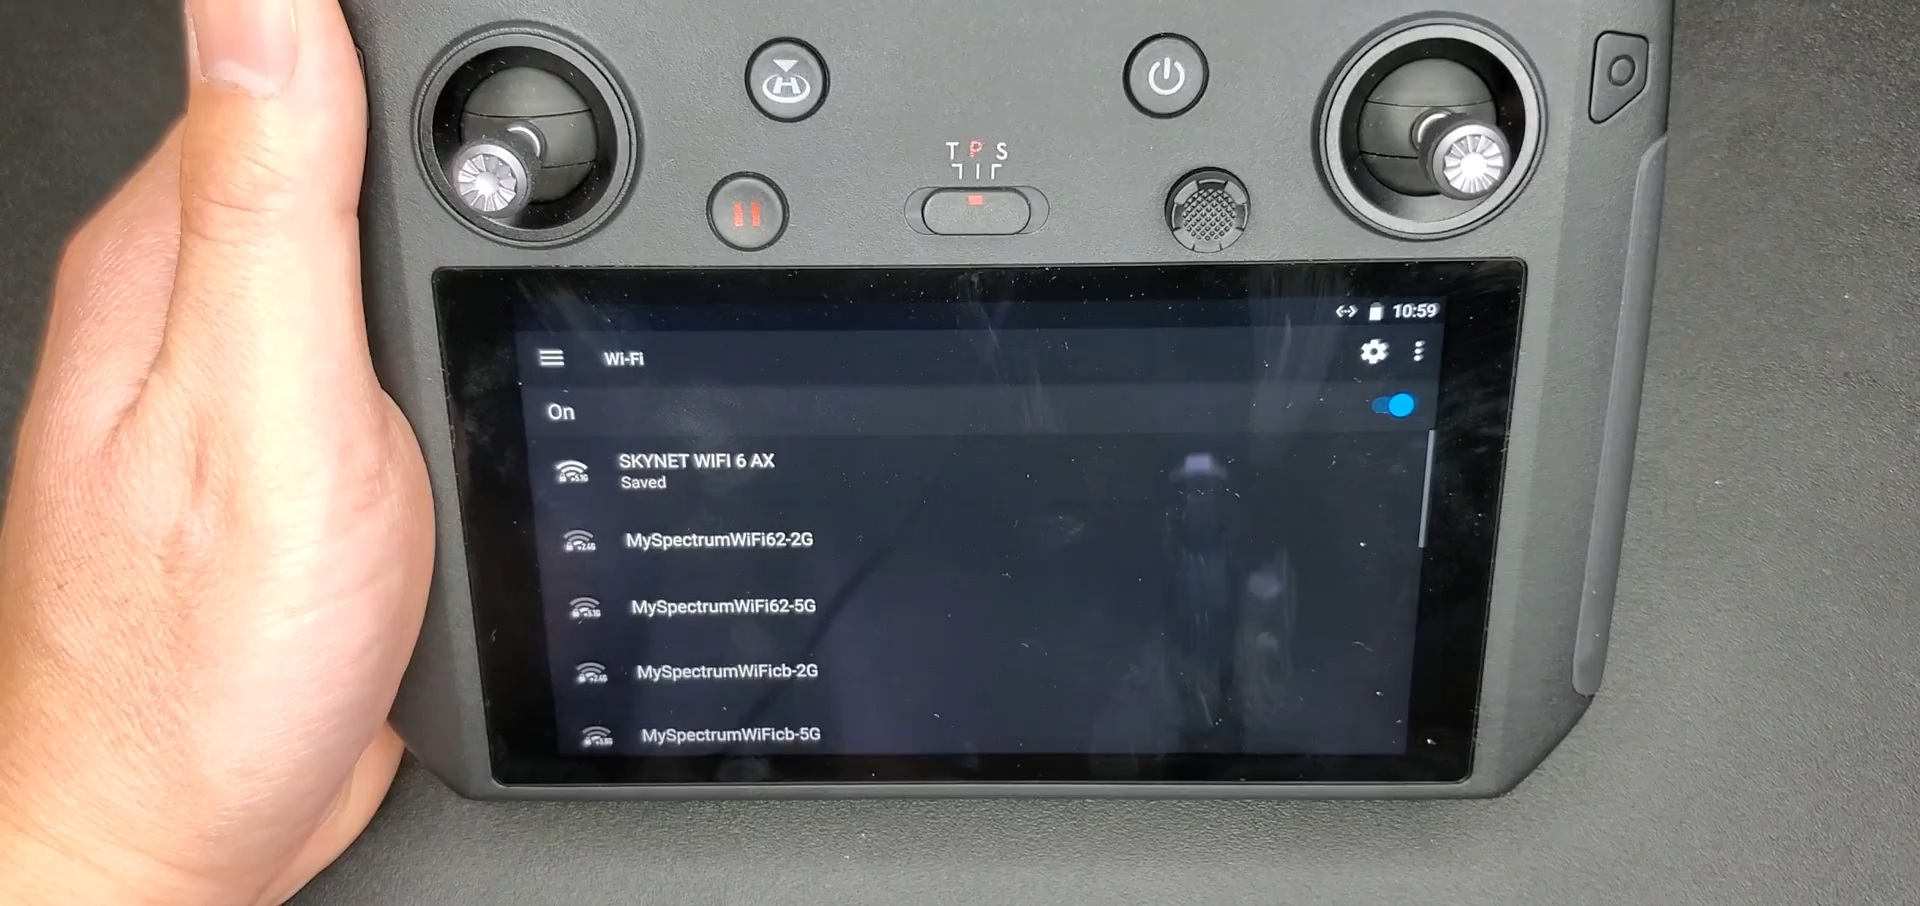 H
T P S
10:59
Wi-Fi
On
SKYNET WIFI 6 AX
Saved
MySpectrumWiFi62-2G
MySpectrumWiFi62-5G
MySpectrumWiFicb-2G
MySpectrumWiFicb-5G